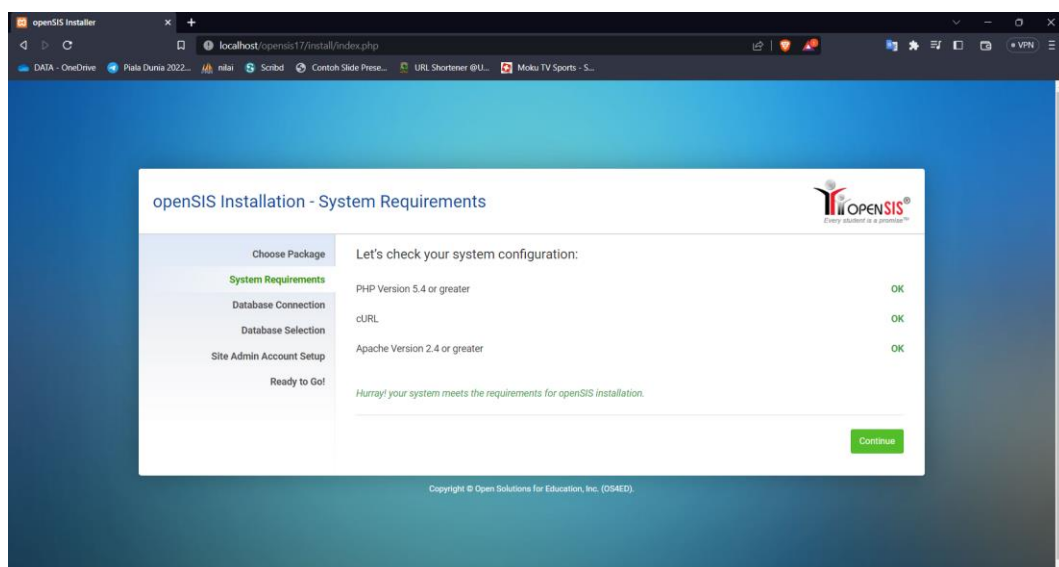 openSIS Installer
localhost/opensis17/install/index.php
VPN
DATA - OneDrive
Piala Dunia 2022...
nilai
Scribd
Contoh Slide Prese...
URL Shortener @U...
Moku TV Sports - S...
openSIS Installation - System Requirements
OPENSIS®
Every student is a promise™
Choose Package
System Requirements
Database Connection
Database Selection
Site Admin Account Setup
Ready to Go!
Let's check your system configuration:
PHP Version 5.4 or greater OK
cURL OK
Apache Version 2.4 or greater OK
Hurray! your system meets the requirements for openSIS installation.
Continue
Copyright © Open Solutions for Education, Inc. (OS4ED).